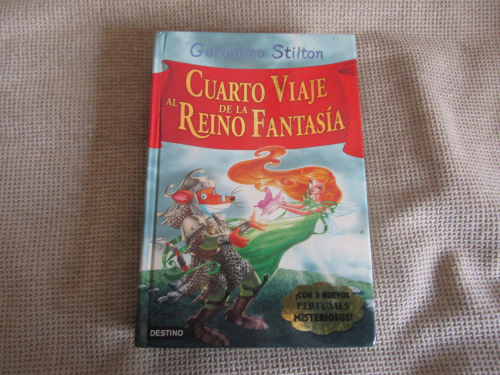 Geronimo Stilton
CUARTO VIAJE
AL DE LA
REINO FANTASÍA
¡CON 3 NUEVOS
PERFUMES
MISTERIOSOS!
DESTINO